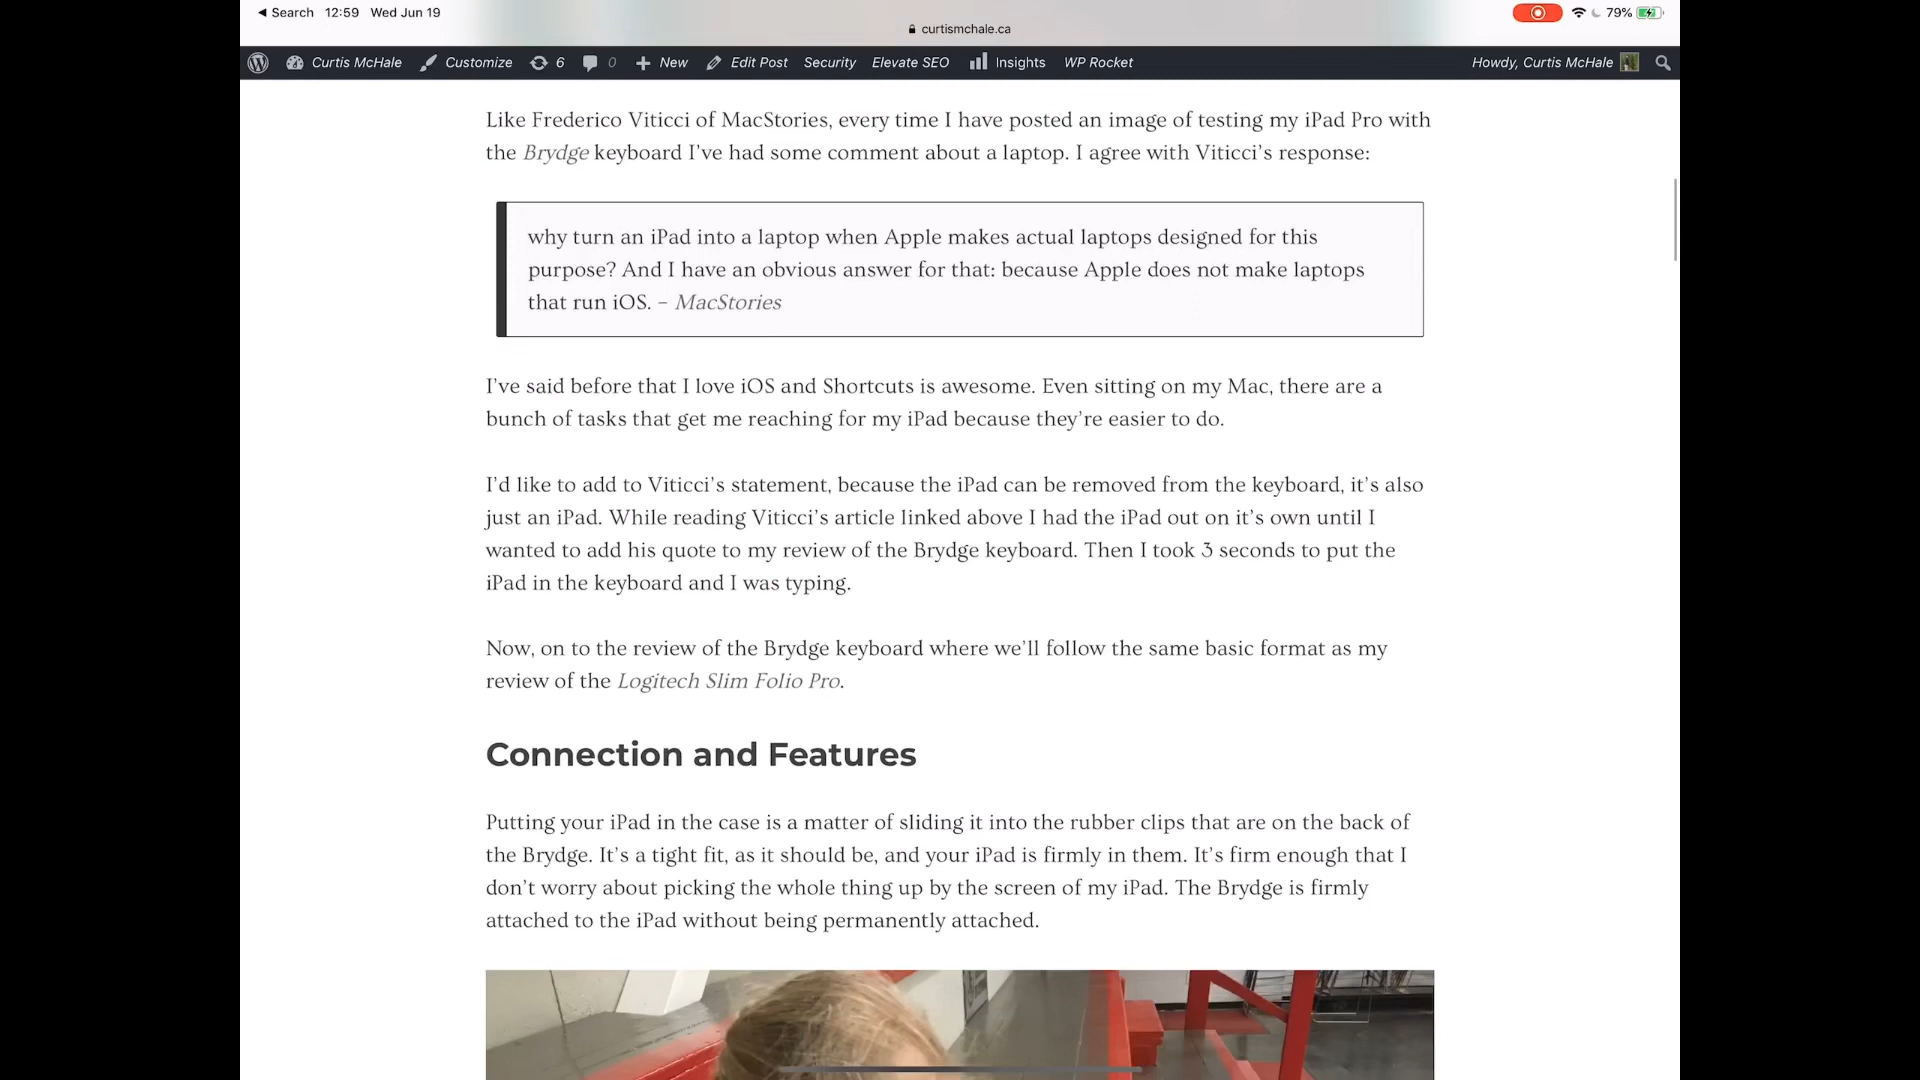 ◀ Search 12:59 Wed Jun 19
79%
curtismchale.ca
Curtis McHale Customize 6 0 New Edit Post Security Elevate SEO Insights WP Rocket Howdy, Curtis McHale
Like Frederico Viticci of MacStories, every time I have posted an image of testing my iPad Pro with
the Brydge keyboard I’ve had some comment about a laptop. I agree with Viticci’s response:
why turn an iPad into a laptop when Apple makes actual laptops designed for this
purpose? And I have an obvious answer for that: because Apple does not make laptops
that run iOS. – MacStories
I’ve said before that I love iOS and Shortcuts is awesome. Even sitting on my Mac, there are a
bunch of tasks that get me reaching for my iPad because they’re easier to do.
I’d like to add to Viticci’s statement, because the iPad can be removed from the keyboard, it’s also
just an iPad. While reading Viticci’s article linked above I had the iPad out on it’s own until I
wanted to add his quote to my review of the Brydge keyboard. Then I took 3 seconds to put the
iPad in the keyboard and I was typing.
Now, on to the review of the Brydge keyboard where we’ll follow the same basic format as my
review of the Logitech Slim Folio Pro.
Connection and Features
Putting your iPad in the case is a matter of sliding it into the rubber clips that are on the back of
the Brydge. It’s a tight fit, as it should be, and your iPad is firmly in them. It’s firm enough that I
don’t worry about picking the whole thing up by the screen of my iPad. The Brydge is firmly
attached to the iPad without being permanently attached.